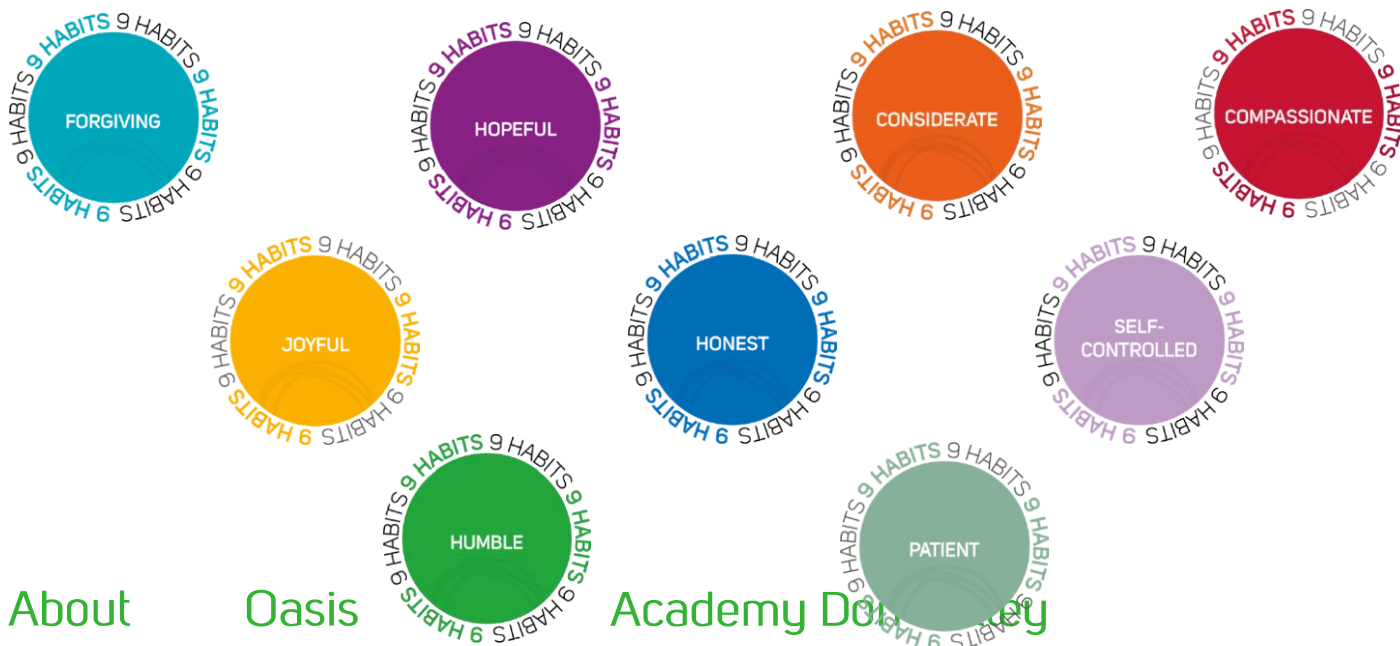 9 HABITS 9 HABITS 9 HABITS 9 HABITS 9 HABITS 9 HABITS
FORGIVING
9 HABITS 9 HABITS 9 HABITS 9 HABITS 9 HABITS 9 HABITS
HOPEFUL
9 HABITS 9 HABITS 9 HABITS 9 HABITS 9 HABITS 9 HABITS
CONSIDERATE
9 HABITS 9 HABITS 9 HABITS 9 HABITS 9 HABITS 9 HABITS
COMPASSIONATE
9 HABITS 9 HABITS 9 HABITS 9 HABITS 9 HABITS 9 HABITS
JOYFUL
9 HABITS 9 HABITS 9 HABITS 9 HABITS 9 HABITS 9 HABITS
HONEST
9 HABITS 9 HABITS 9 HABITS 9 HABITS 9 HABITS 9 HABITS
SELF-
CONTROLLED
9 HABITS 9 HABITS 9 HABITS 9 HABITS 9 HABITS 9 HABITS
HUMBLE
9 HABITS 9 HABITS 9 HABITS 9 HABITS 9 HABITS 9 HABITS
PATIENT
About Oasis Academy